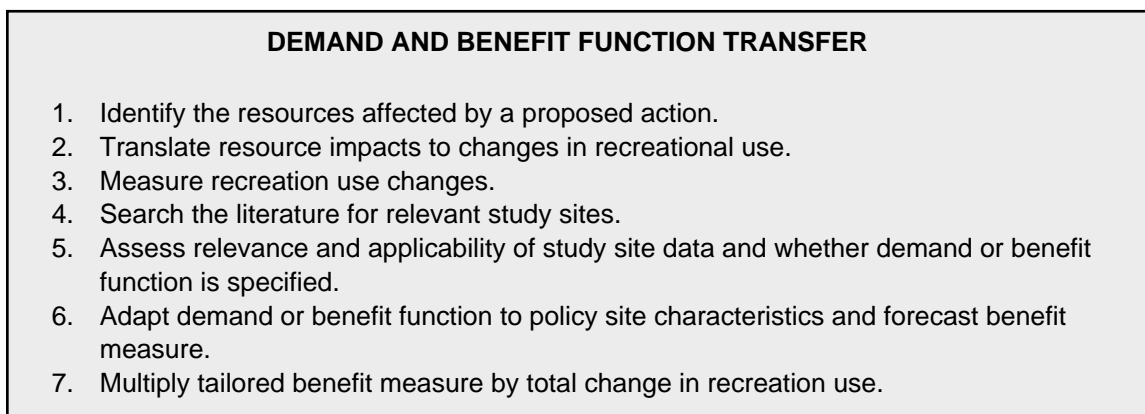 DEMAND AND BENEFIT FUNCTION TRANSFER
1. Identify the resources affected by a proposed action.
2. Translate resource impacts to changes in recreational use.
3. Measure recreation use changes.
4. Search the literature for relevant study sites.
5. Assess relevance and applicability of study site data and whether demand or benefit
function is specified.
6. Adapt demand or benefit function to policy site characteristics and forecast benefit
measure.
7. Multiply tailored benefit measure by total change in recreation use.